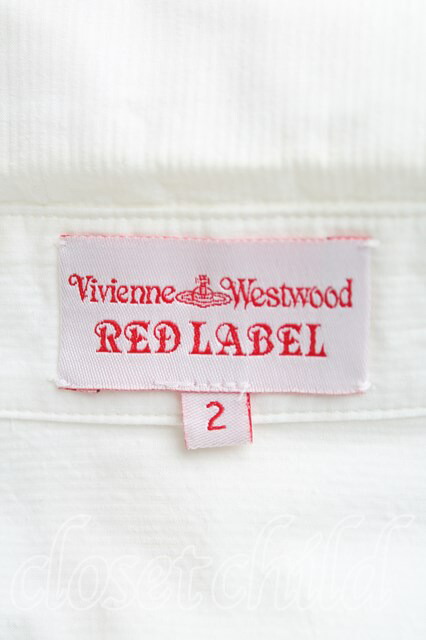 Vivienne Westwood
RED LABEL
2
closet child